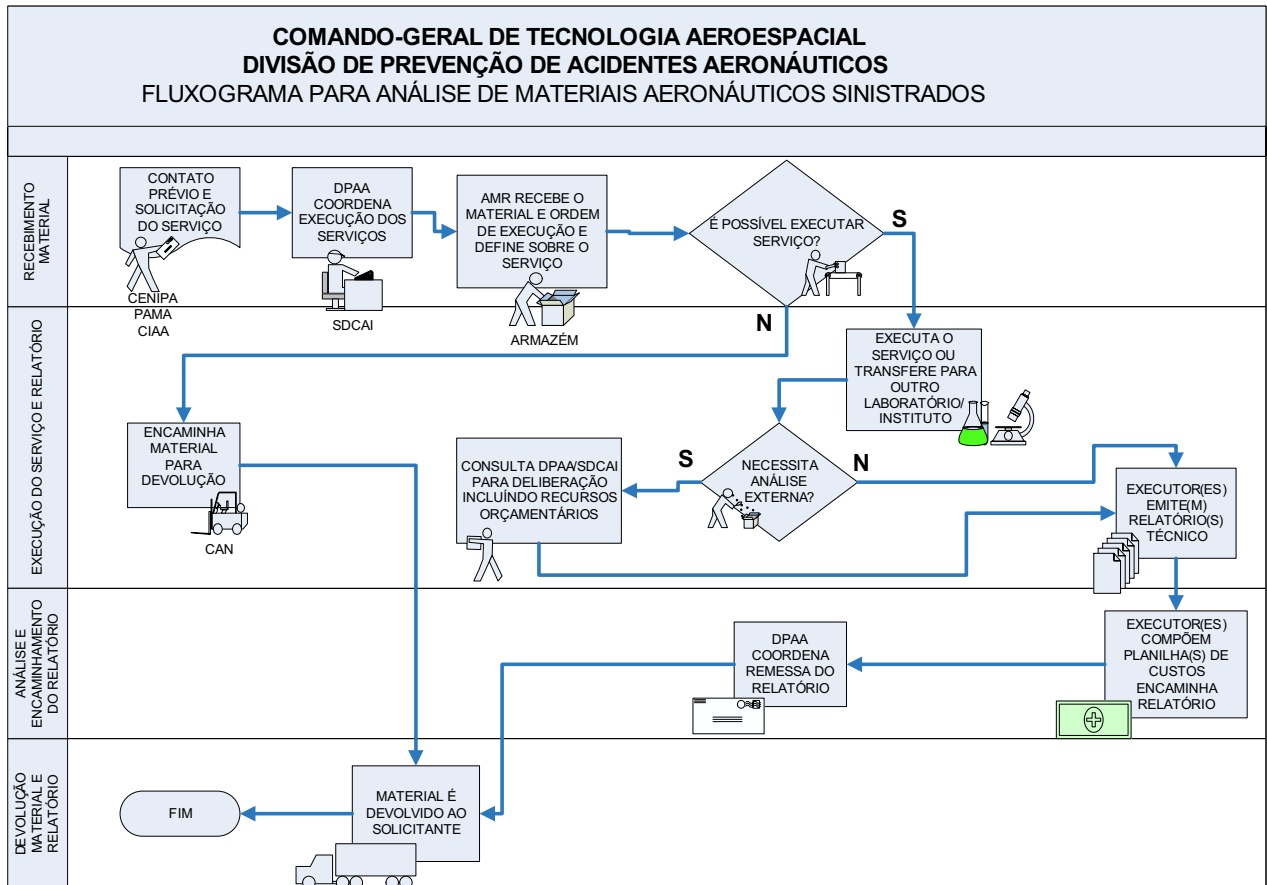 COMANDO-GERAL DE TECNOLOGIA AEROESPACIAL
DIVISÃO DE PREVENÇÃO DE ACIDENTES AERONÁUTICOS
FLUXOGRAMA PARA ANÁLISE DE MATERIAIS AERONÁUTICOS SINISTRADOS
RECEBIMENTO
MATERIAL
CONTATO
PRÉVIO E
SOLICITAÇÃO
DO SERVIÇO
CENIPA
PAMA
CIAA
DPAA
COORDENA
EXECUÇÃO DOS
SERVIÇOS
SDCAI
AMR RECEBE O
MATERIAL E ORDEM
DE EXECUÇÃO E
DEFINE SOBRE O
SERVIÇO
ARMAZÉM
É POSSÍVEL EXECUTAR
SERVIÇO?
S
N
EXECUÇÃO DO SERVIÇO E RELATÓRIO
EXECUTA O
SERVIÇO OU
TRANSFERE PARA
OUTRO
LABORATÓRIO/
INSTITUTO
ENCAMINHA
MATERIAL
PARA
DEVOLUÇÃO
CAN
CONSULTA DPAA/SDCAI
PARA DELIBERAÇÃO
INCLUÍNDO RECURSOS
ORÇAMENTÁRIOS
S
NECESSITA
ANÁLISE
EXTERNA?
N
EXECUTOR(ES)
EMITE(M)
RELATÓRIO(S)
TÉCNICO
ANÁLISE E
ENCAMINHAMENTO
DO RELATÓRIO
DPAA
COORDENA
REMESSA DO
RELATÓRIO
EXECUTOR(ES)
COMPÕEM
PLANILHA(S) DE
CUSTOS
ENCAMINHA
RELATÓRIO
DEVOLUÇÃO
MATERIAL E
RELATÓRIO
FIM
MATERIAL É
DEVOLVIDO AO
SOLICITANTE